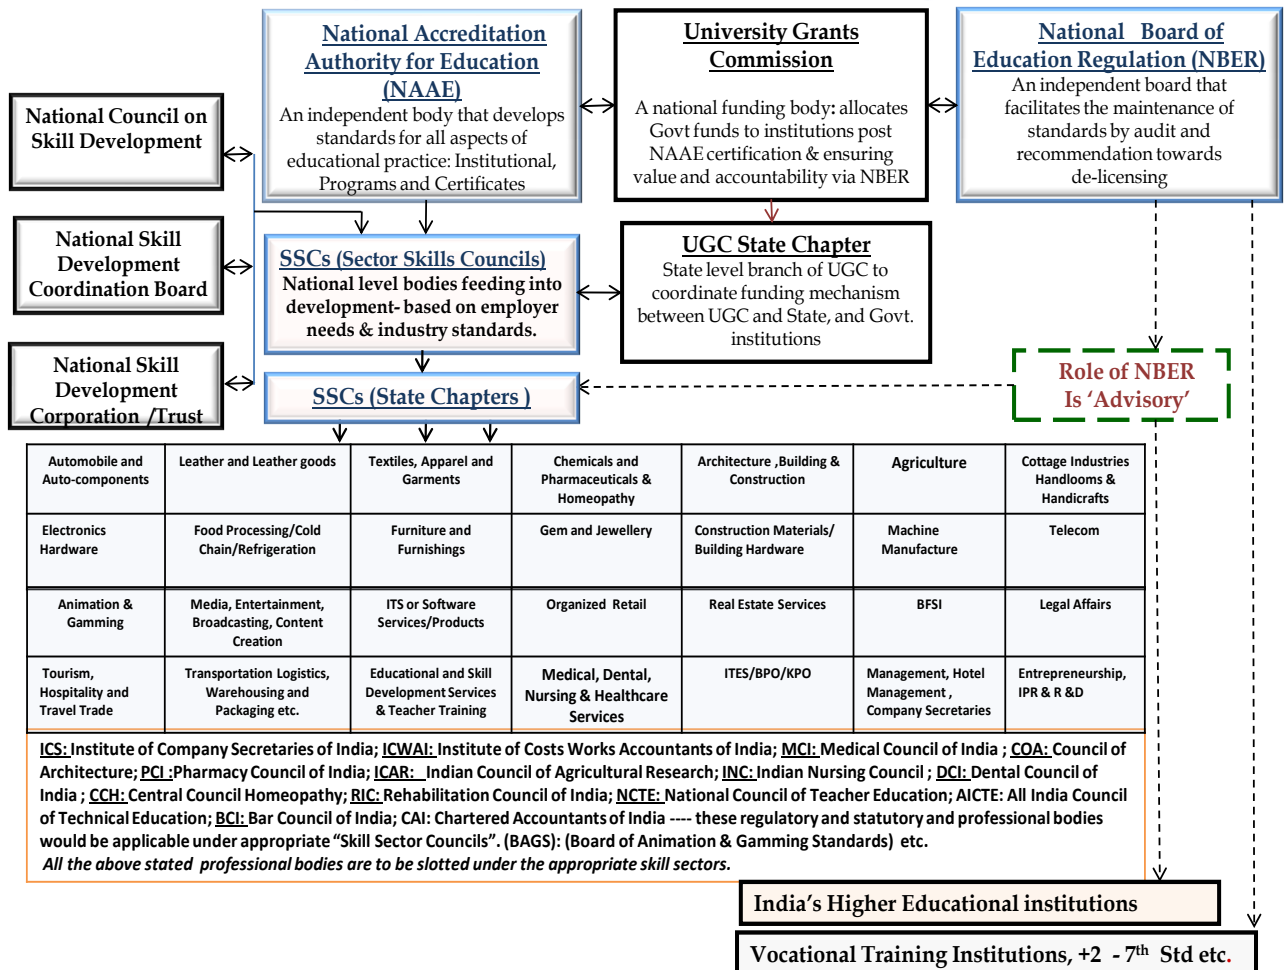 National Accreditation
Authority for Education
(NAAE)
An independent body that develops
standards for all aspects of
educational practice: Institutional,
Programs and Certificates
University Grants
Commission
A national funding body: allocates
Govt funds to institutions post
NAAE certification & ensuring
value and accountability via NBER
National Board of
Education Regulation (NBER)
An independent board that
facilitates the maintenance of
standards by audit and
recommendation towards
de-licensing
National Council on
Skill Development
National Skill
Development
Coordination Board
National Skill
Development
Corporation /Trust
SSCs (Sector Skills Councils)
National level bodies feeding into
development- based on employer
needs & industry standards.
UGC State Chapter
State level branch of UGC to
coordinate funding mechanism
between UGC and State, and Govt.
institutions
SSCs (State Chapters )
Role of NBER
Is ‘Advisory’
Automobile and
Auto-components
Leather and Leather goods
Textiles, Apparel and
Garments
Chemicals and
Pharmaceuticals &
Homeopathy
Architecture ,Building &
Construction
Agriculture
Cottage Industries
Handlooms &
Handicrafts
Electronics
Hardware
Food Processing/Cold
Chain/Refrigeration
Furniture and
Furnishings
Gem and Jewellery
Construction Materials/
Building Hardware
Machine
Manufacture
Telecom
Animation &
Gamming
Media, Entertainment,
Broadcasting, Content
Creation
ITS or Software
Services/Products
Organized Retail
Real Estate Services
BFSI
Legal Affairs
Tourism,
Hospitality and
Travel Trade
Transportation Logistics,
Warehousing and
Packaging etc.
Educational and Skill
Development Services
& Teacher Training
Medical, Dental,
Nursing & Healthcare
Services
ITES/BPO/KPO
Management, Hotel
Management ,
Company Secretaries
Entrepreneurship,
IPR & R &D
ICS: Institute of Company Secretaries of India; ICWAI: Institute of Costs Works Accountants of India; MCI: Medical Council of India ; COA: Council of
Architecture; PCI :Pharmacy Council of India; ICAR: Indian Council of Agricultural Research; INC: Indian Nursing Council ; DCI: Dental Council of
India ; CCH: Central Council Homeopathy; RIC: Rehabilitation Council of India; NCTE: National Council of Teacher Education; AICTE: All India Council
of Technical Education; BCI: Bar Council of India; CAI: Chartered Accountants of India ---- these regulatory and statutory and professional bodies
would be applicable under appropriate “Skill Sector Councils”. (BAGS): (Board of Animation & Gamming Standards) etc.
All the above stated professional bodies are to be slotted under the appropriate skill sectors.
India’s Higher Educational institutions
Vocational Training Institutions, +2 - 7th Std etc.